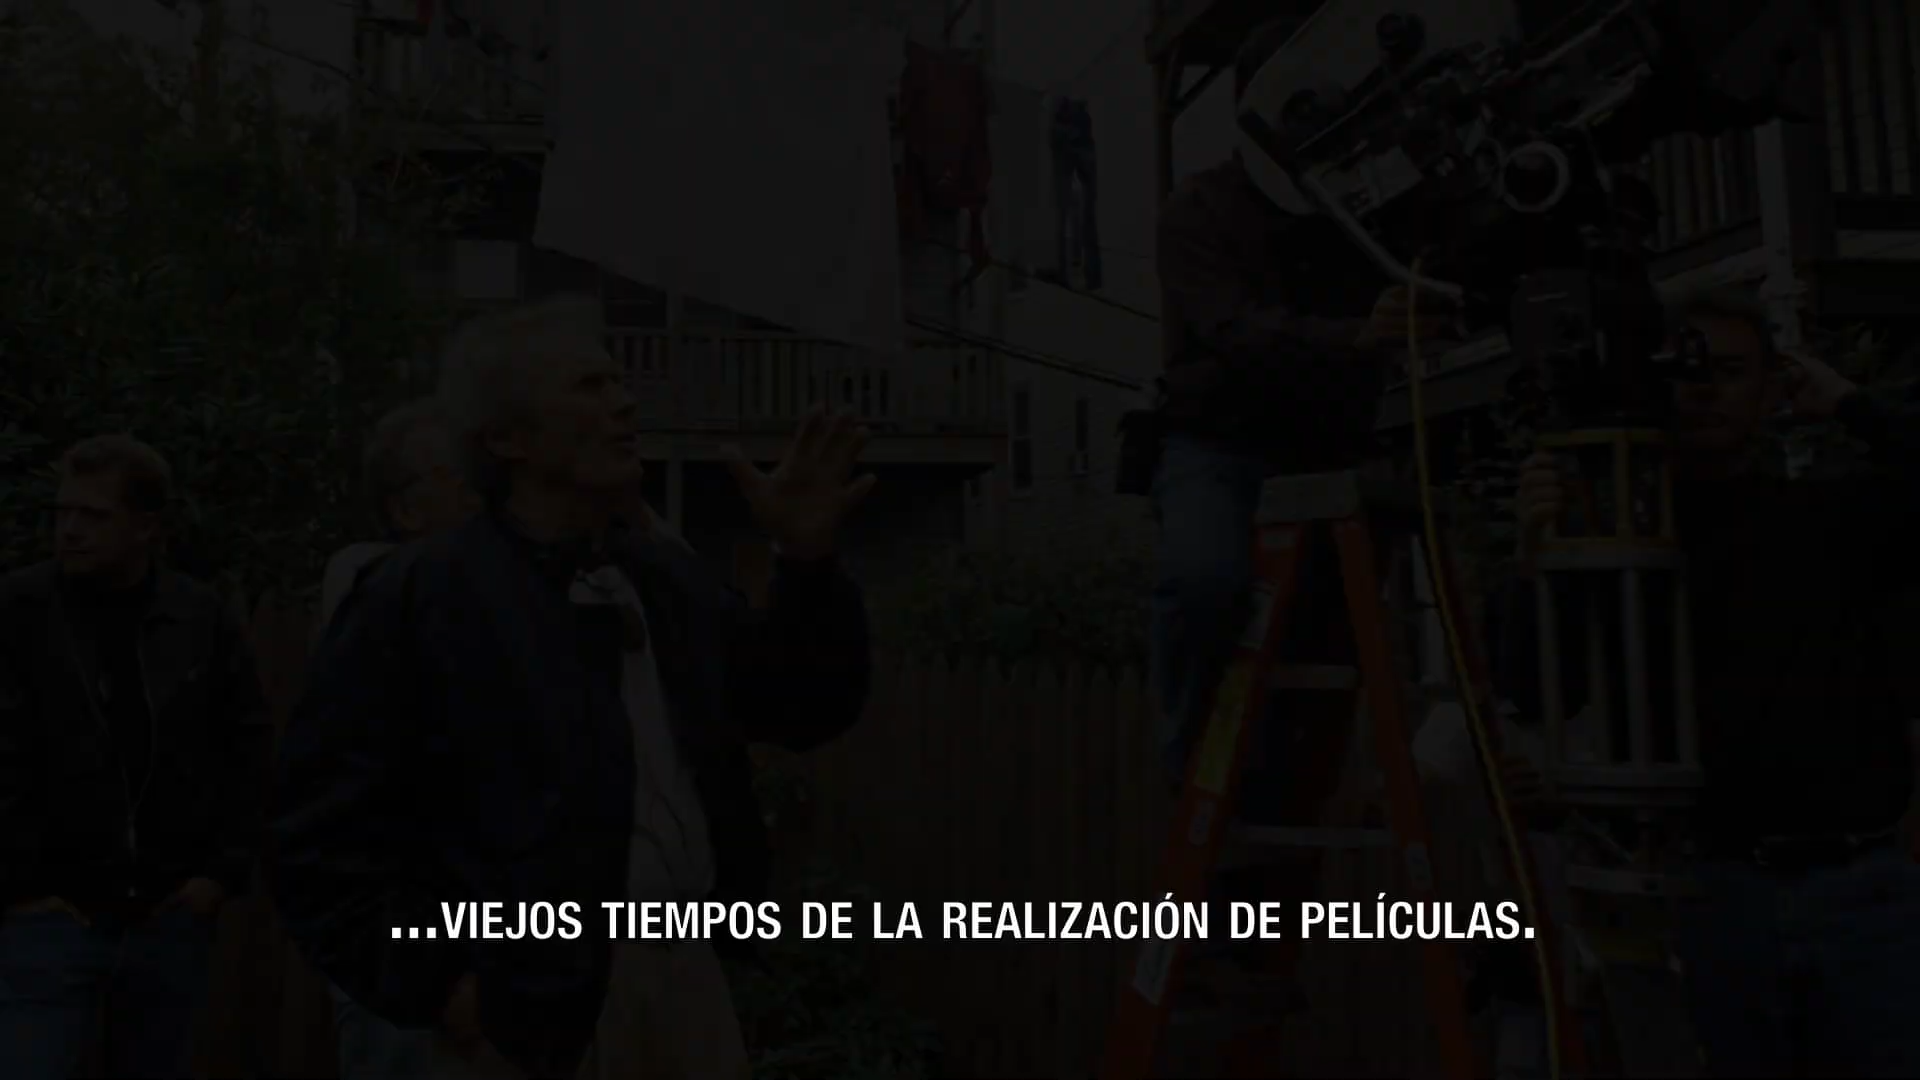 ...VIEJOS TIEMPOS DE LA REALIZACIÓN DE PELÍCULAS.